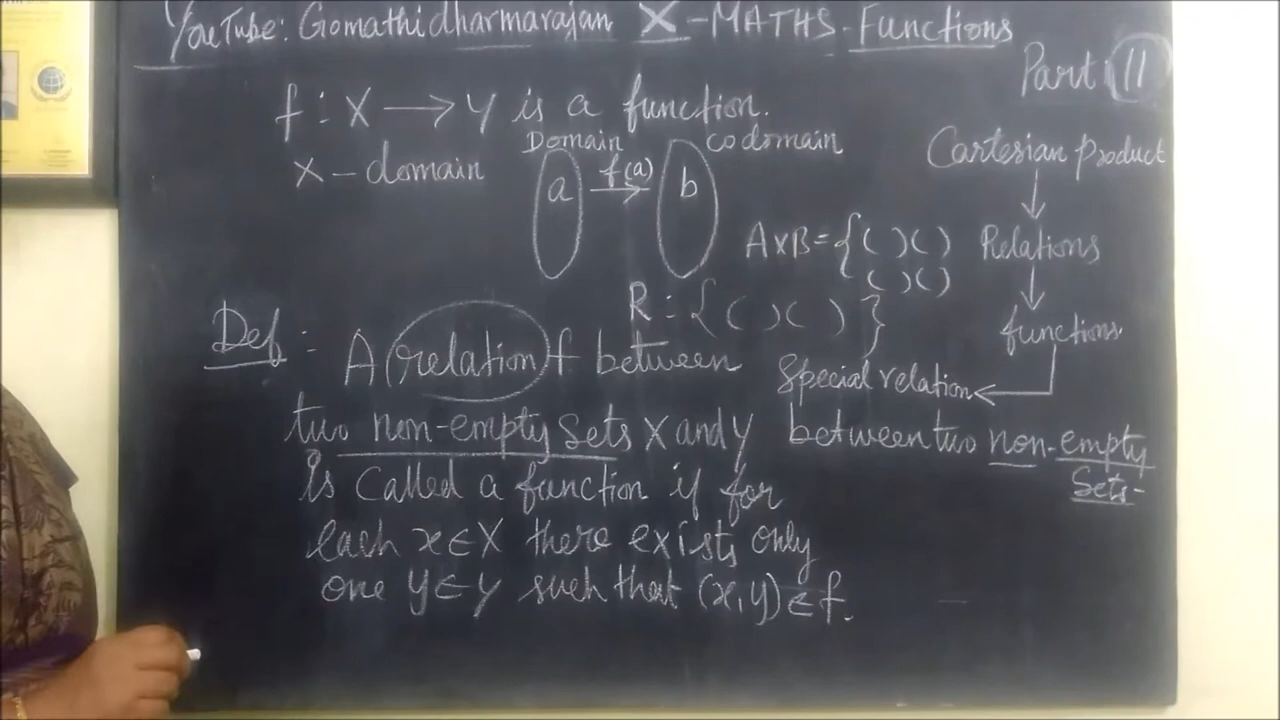 YouTube: Gomathidharmarajan X-MATHS-Functions
Part 11
f : X → Y is a function.
X - domain
Domain codomain
a f(a) b
Cartesian product
↓
A×B={( )( ) Relations
( )( )
↓
R : { ( )( ) }
functions
Special relation
between two non-empty
Sets-
Def : A relation f between
two non-empty sets X and Y
is called a function if for
each x∈X there exists only
one y∈Y such that (x,y)∈f.